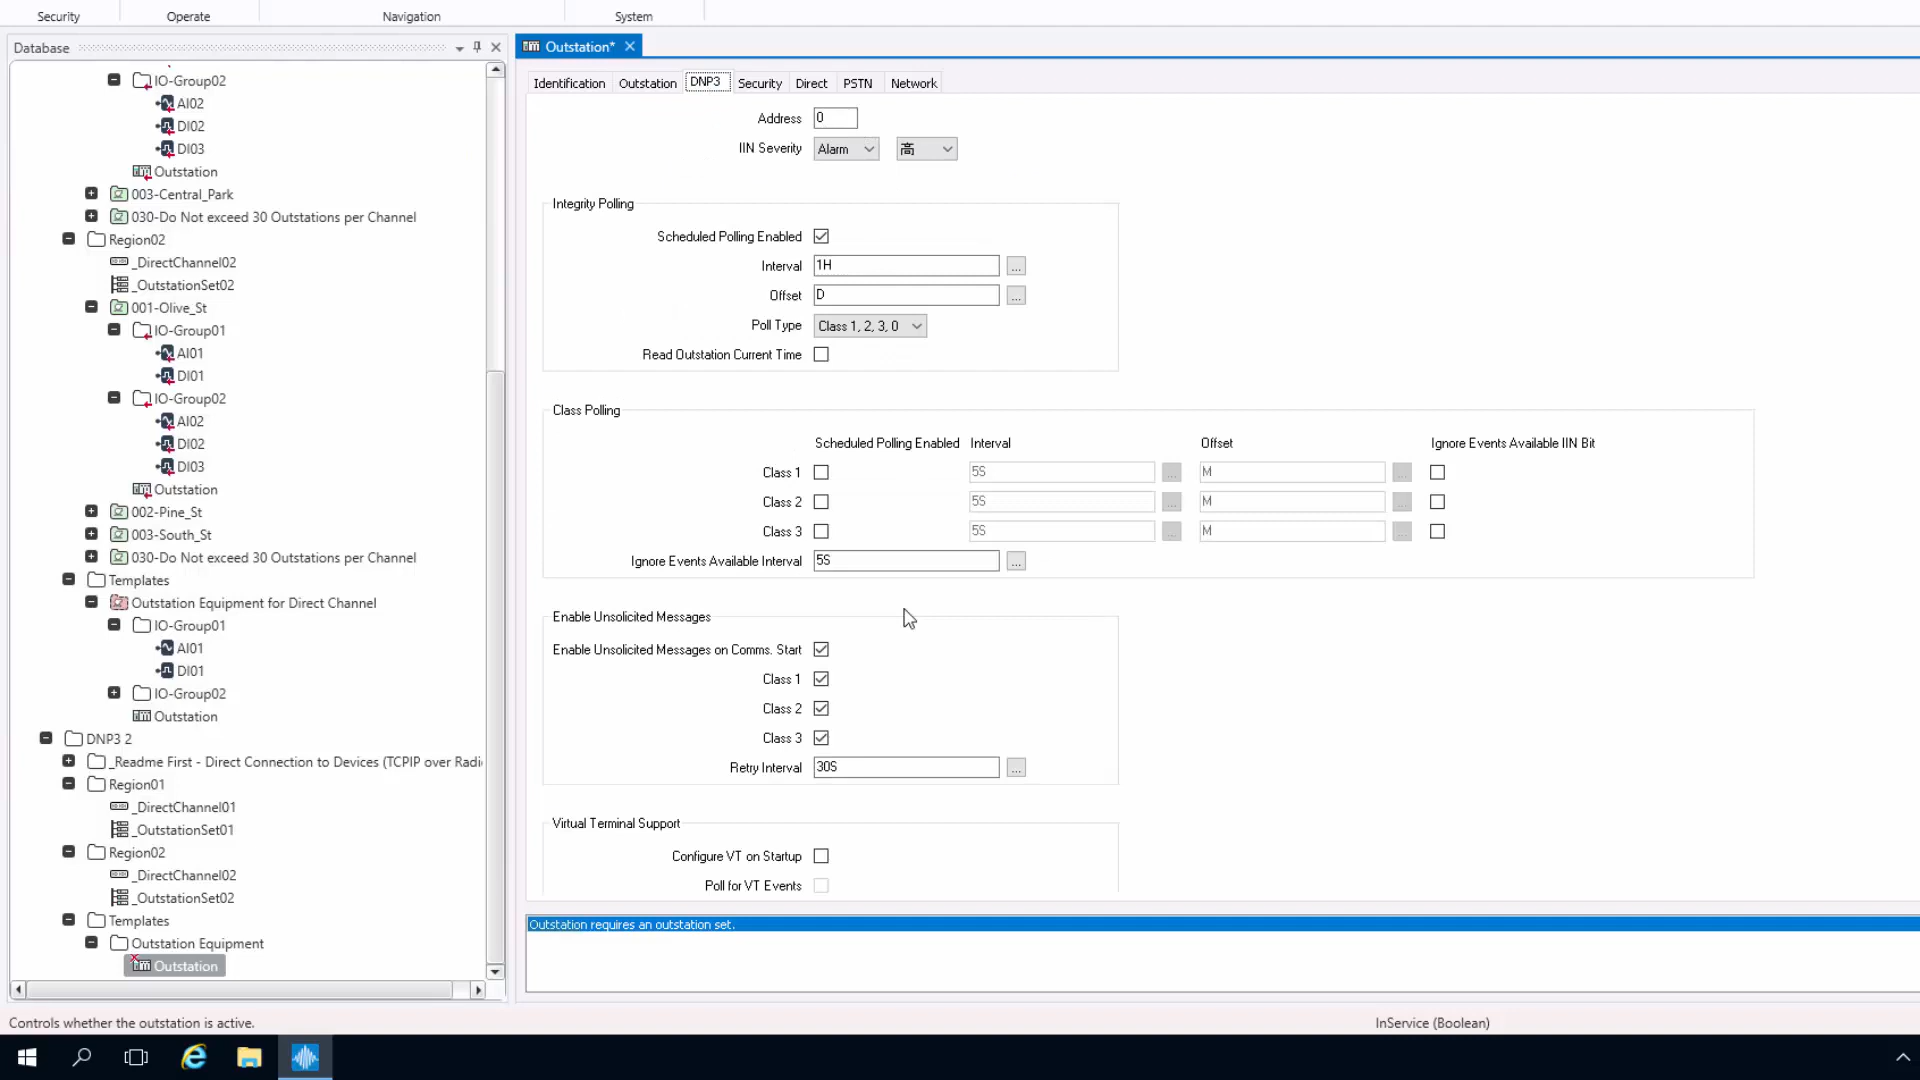 Security Operate Navigation System
Database
IO-Group02
AI02
DI02
DI03
Outstation
003-Central_Park
030-Do Not exceed 30 Outstations per Channel
Region02
_DirectChannel02
_OutstationSet02
001-Olive_St
IO-Group01
AI01
DI01
IO-Group02
AI02
DI02
DI03
Outstation
002-Pine_St
003-South_St
030-Do Not exceed 30 Outstations per Channel
Templates
Outstation Equipment for Direct Channel
IO-Group01
AI01
DI01
IO-Group02
Outstation
DNP3 2
_Readme First - Direct Connection to Devices (TCPIP over Radi
Region01
_DirectChannel01
_OutstationSet01
Region02
_DirectChannel02
_OutstationSet02
Templates
Outstation Equipment
Outstation
Outstation*
Identification Outstation DNP3 Security Direct PSTN Network
Address 0
IIN Severity Alarm 高
Integrity Polling
Scheduled Polling Enabled
Interval 1H ...
Offset D ...
Poll Type Class 1, 2, 3, 0
Read Outstation Current Time
Class Polling
Scheduled Polling Enabled Interval Offset Ignore Events Available IIN Bit
Class 1 5S ... M ...
Class 2 5S ... M ...
Class 3 5S ... M ...
Ignore Events Available Interval 5S ...
Enable Unsolicited Messages
Enable Unsolicited Messages on Comms. Start
Class 1
Class 2
Class 3
Retry Interval 30S ...
Virtual Terminal Support
Configure VT on Startup
Poll for VT Events
Outstation requires an outstation set.
Controls whether the outstation is active. InService (Boolean)